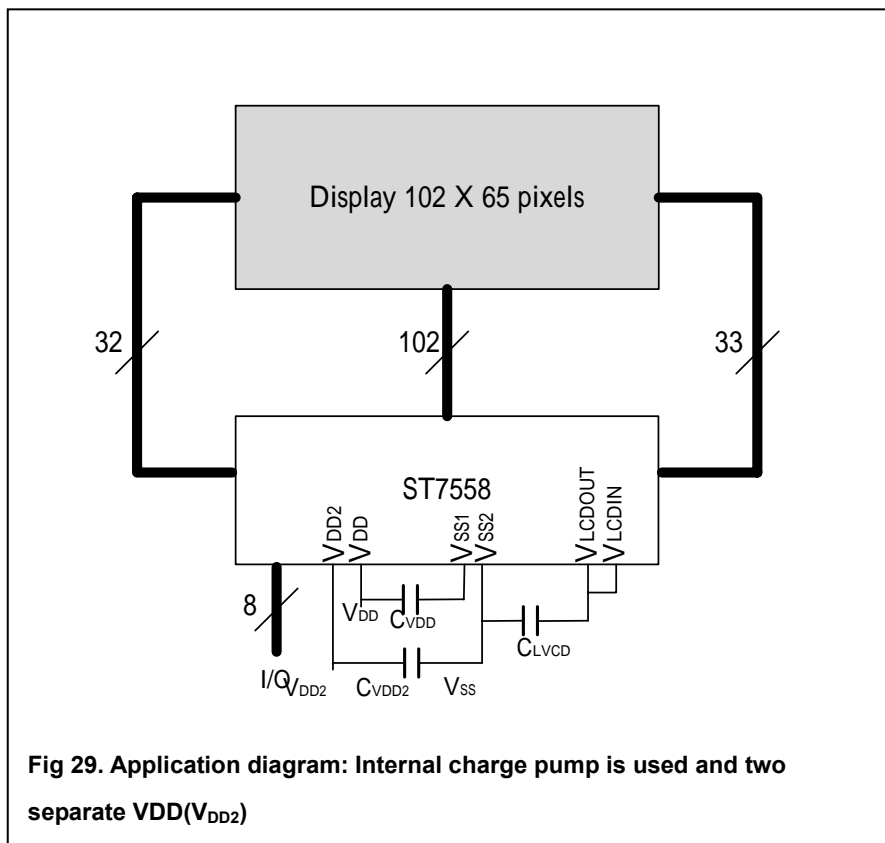 Display 102 X 65 pixels
32
102
33
ST7558
VDD2
VDD
VSS1
VSS2
VLCDOUT
VLCDIN
8
VDD
CVDD
CLVCD
I/O
VDD2
CVDD2
VSS
Fig 29. Application diagram: Internal charge pump is used and two
separate VDD(VDD2)